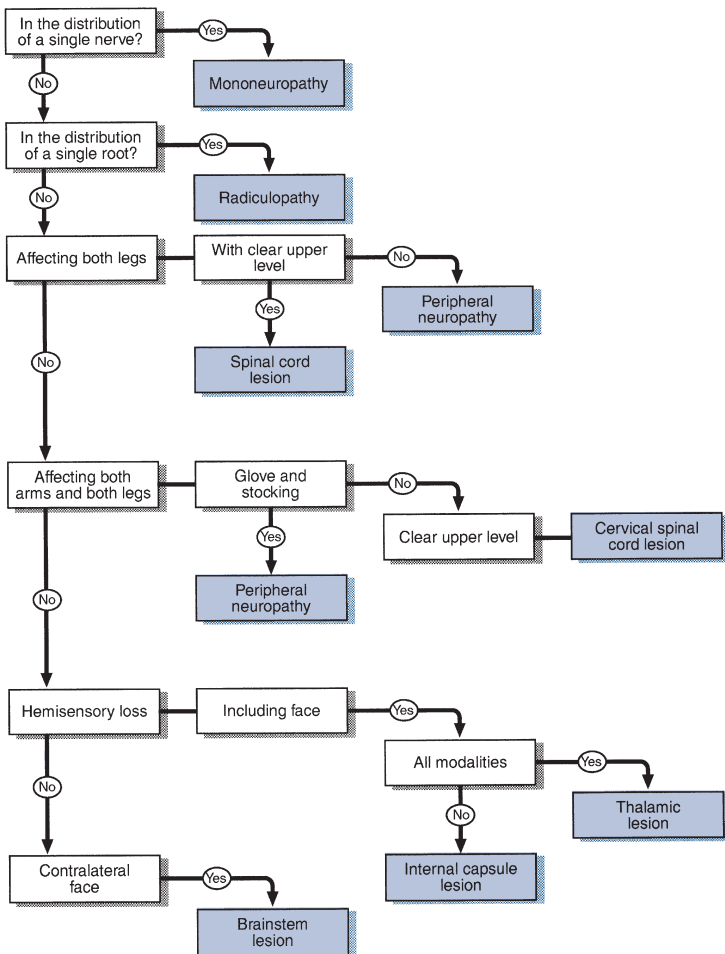 In the distribution
of a single nerve?
Yes
Mononeuropathy
No
In the distribution
of a single root?
Yes
Radiculopathy
No
Affecting both legs
With clear upper
level
No
Peripheral
neuropathy
Yes
Spinal cord
lesion
No
Affecting both
arms and both legs
Glove and
stocking
No
Clear upper level
Cervical spinal
cord lesion
Yes
Peripheral
neuropathy
No
Hemisensory loss
Including face
Yes
All modalities
Yes
Thalamic
lesion
No
No
Internal capsule
lesion
Contralateral
face
Yes
Brainstem
lesion